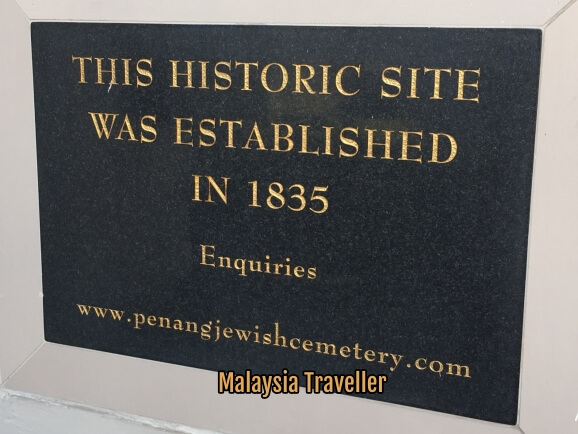 THIS HISTORIC SITE
WAS ESTABLISHED
IN 1835
Enquiries
www.penangjewishcemetery.com
Malaysia Traveller